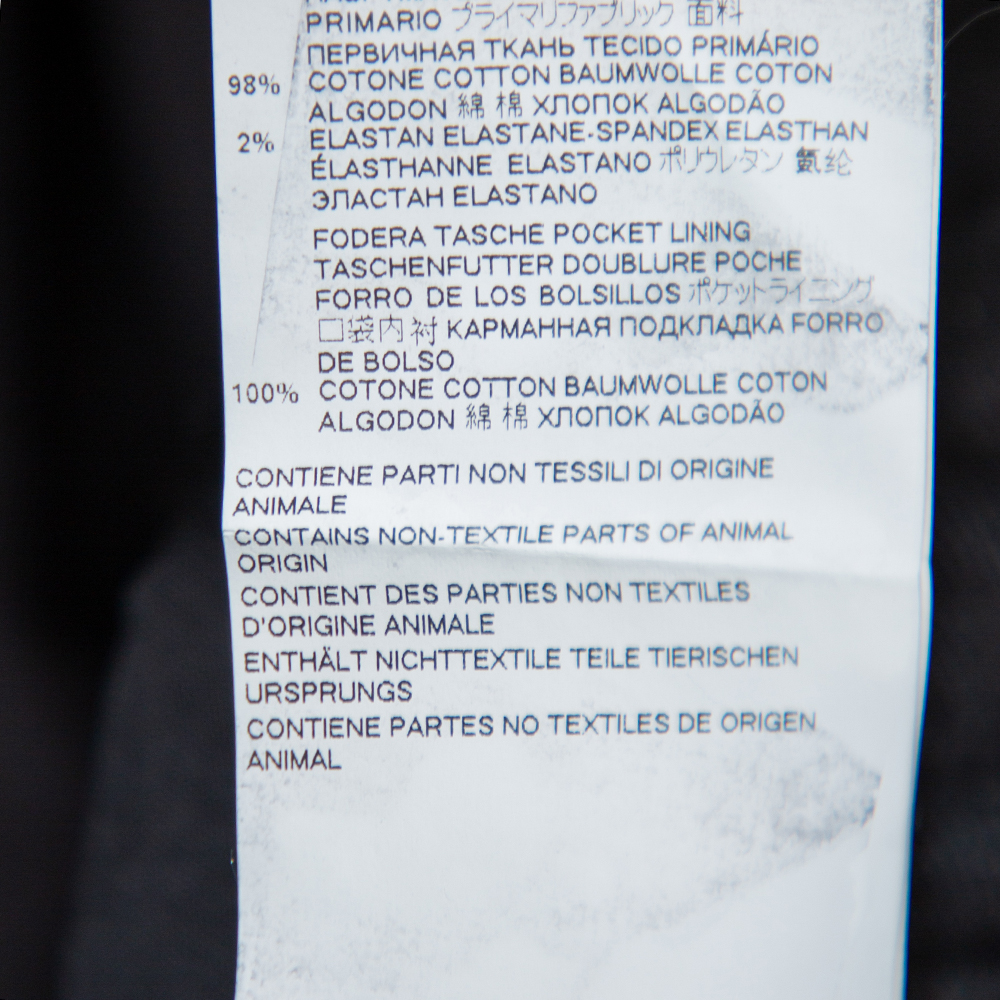 PRIMARIO プライマリファブリック 面料
ПЕРВИЧНАЯ ТКАНЬ TECIDO PRIMÁRIO
98% COTONE COTTON BAUMWOLLE COTON
ALGODON 綿 棉 ХЛОПОК ALGODÃO
2% ELASTAN ELASTANE-SPANDEX ELASTHAN
ÉLASTHANNE ELASTANO ポリウレタン 氨纶
ЭЛАСТАН ELASTANO
FODERA TASCHE POCKET LINING
TASCHENFUTTER DOUBLURE POCHE
FORRO DE LOS BOLSILLOS ポケットライニング
口袋内衬 КАРМАННАЯ ПОДКЛАДКА FORRO
DE BOLSO
100% COTONE COTTON BAUMWOLLE COTON
ALGODON 綿 棉 ХЛОПОК ALGODÃO
CONTIENE PARTI NON TESSILI DI ORIGINE
ANIMALE
CONTAINS NON-TEXTILE PARTS OF ANIMAL
ORIGIN
CONTIENT DES PARTIES NON TEXTILES
D'ORIGINE ANIMALE
ENTHÄLT NICHTTEXTILE TEILE TIERISCHEN
URSPRUNGS
CONTIENE PARTES NO TEXTILES DE ORIGEN
ANIMAL